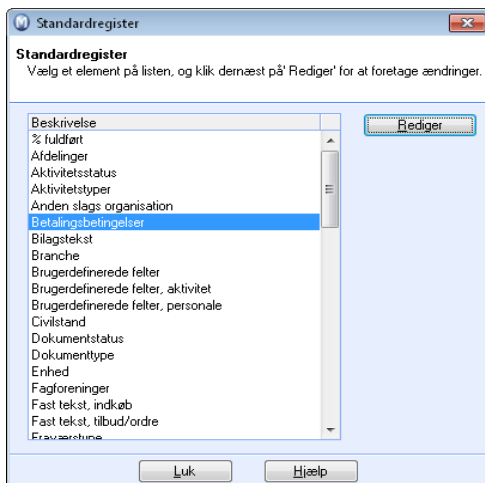 Standardregister
Standardregister
Vælg et element på listen, og klik dernæst på' Rediger' for at foretage ændringer.
Beskrivelse
Rediger
% fuldført
Afdelinger
Aktivitetsstatus
Aktivitetstyper
Anden slags organisation
Betalingsbetingelser
Bilagstekst
Branche
Brugerdefinerede felter
Brugerdefinerede felter, aktivitet
Brugerdefinerede felter, personale
Civilstand
Dokumentstatus
Dokumenttype
Enhed
Fagforeninger
Fast tekst, indkøb
Fast tekst, tilbud/ordre
Fraværstype
Luk
Hjælp